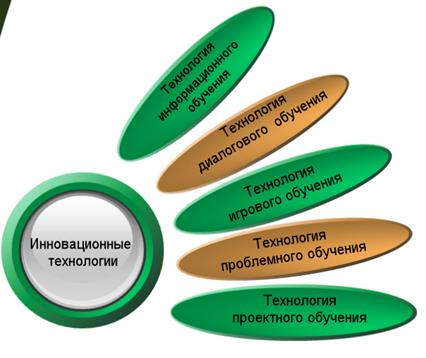 Технология
информационного
обучения
Технология
диалогового обучения
Технология
игрового обучения
Инновационные
технологии
Технология
проблемного обучения
Технология
проектного обучения